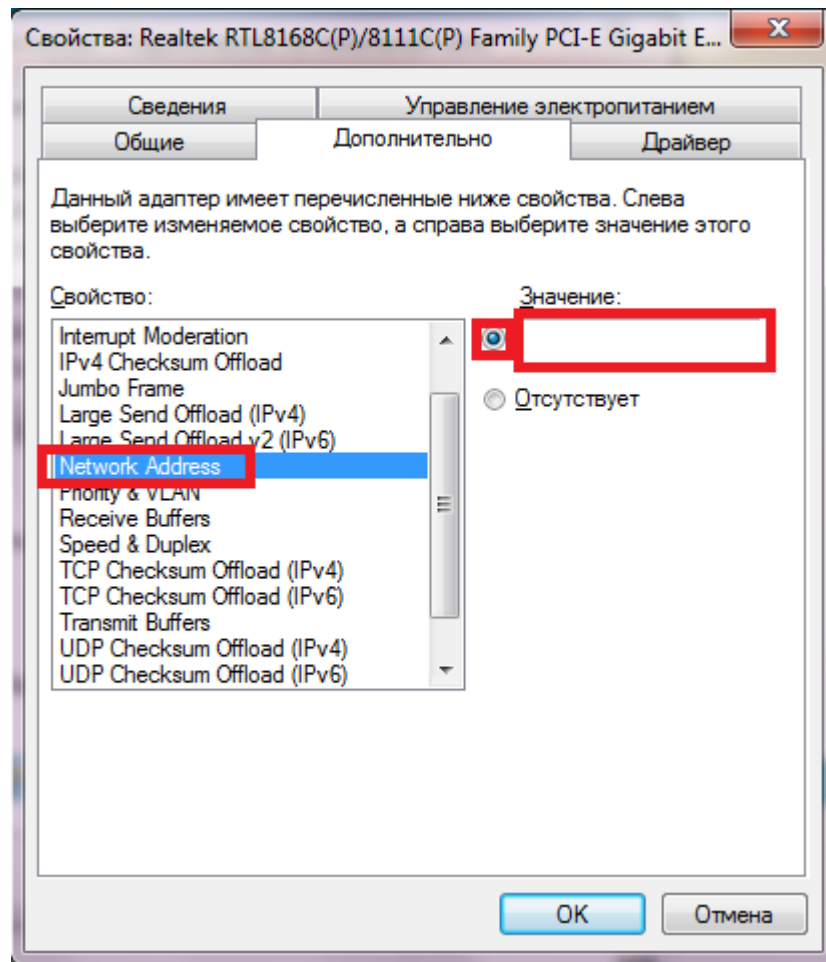 Свойства: Realtek RTL8168C(P)/8111C(P) Family PCI-E Gigabit E...
Сведения
Управление электропитанием
Общие
Дополнительно
Драйвер
Данный адаптер имеет перечисленные ниже свойства. Слева
выберите изменяемое свойство, а справа выберите значение этого
свойства.
Свойство:
Значение:
Interrupt Moderation
IPv4 Checksum Offload
Jumbo Frame
Large Send Offload (IPv4)
Large Send Offload v2 (IPv6)
Network Address
Priority & VLAN
Receive Buffers
Speed & Duplex
TCP Checksum Offload (IPv4)
TCP Checksum Offload (IPv6)
Transmit Buffers
UDP Checksum Offload (IPv4)
UDP Checksum Offload (IPv6)
Отсутствует
OK
Отмена